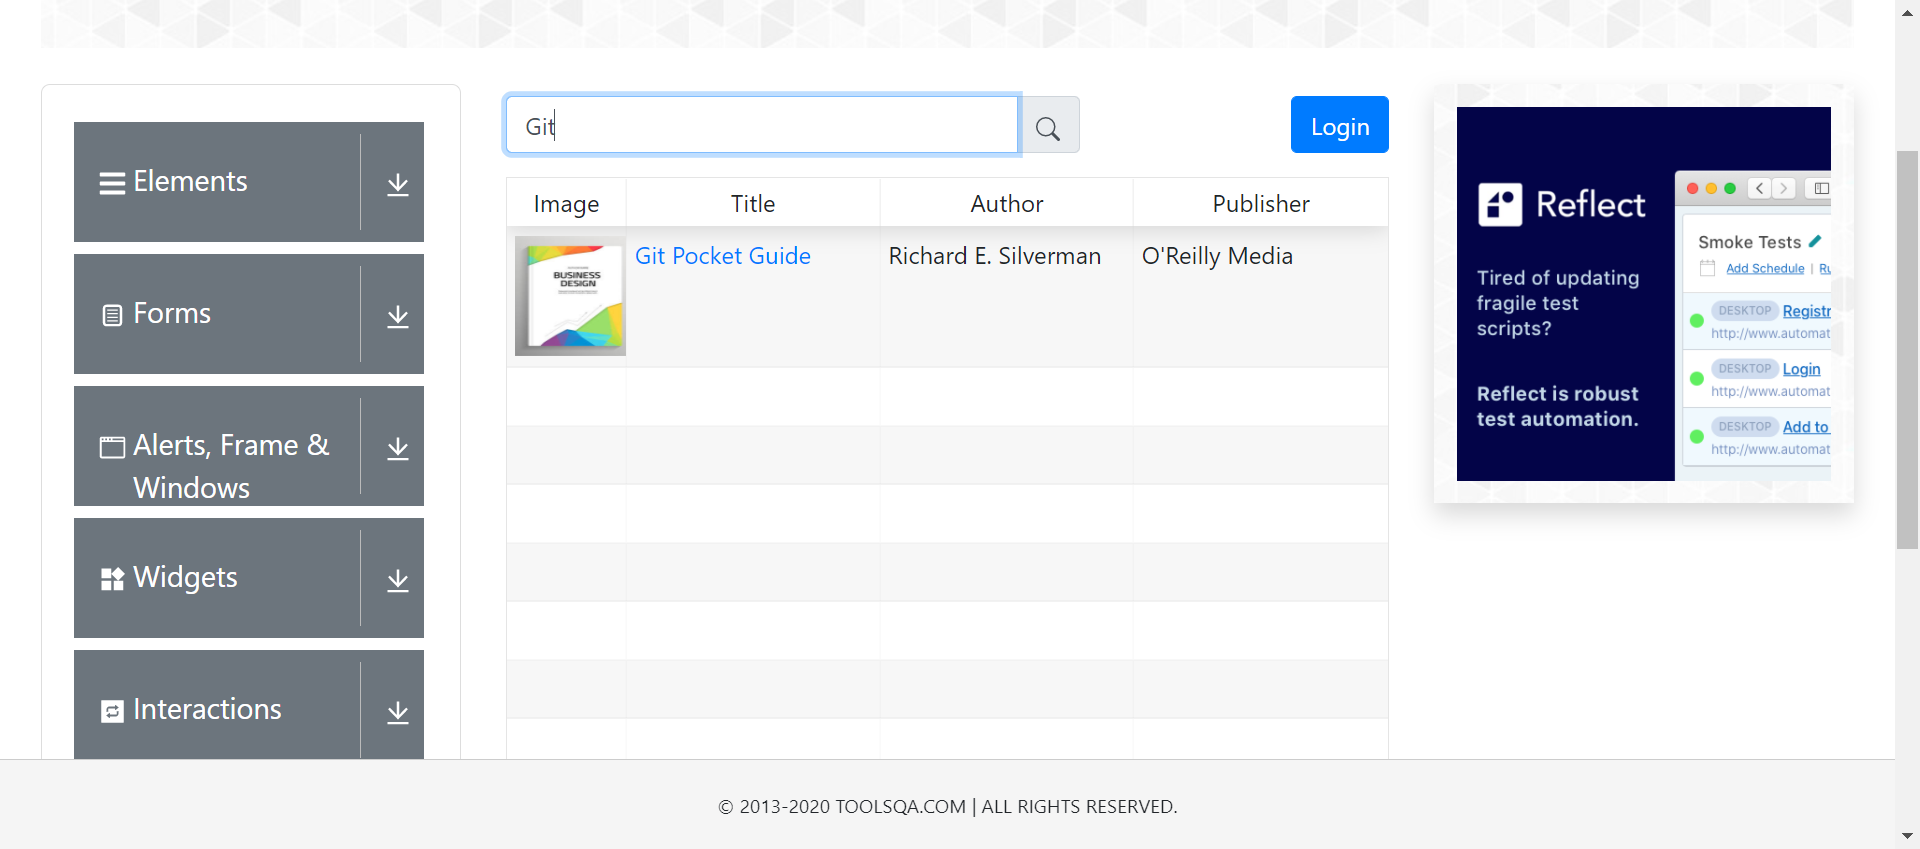 Git
Login
Image Title Author Publisher
BUSINESS
DESIGN
Git Pocket Guide Richard E. Silverman O'Reilly Media
Elements
Forms
Alerts, Frame &
Windows
Widgets
Interactions
Reflect
Tired of updating
fragile test
scripts?
Reflect is robust
test automation.
Smoke Tests
Add Schedule | Ru
DESKTOP Registr
http://www.automat
DESKTOP Login
http://www.automat
DESKTOP Add to
http://www.automat
© 2013-2020 TOOLSQA.COM | ALL RIGHTS RESERVED.